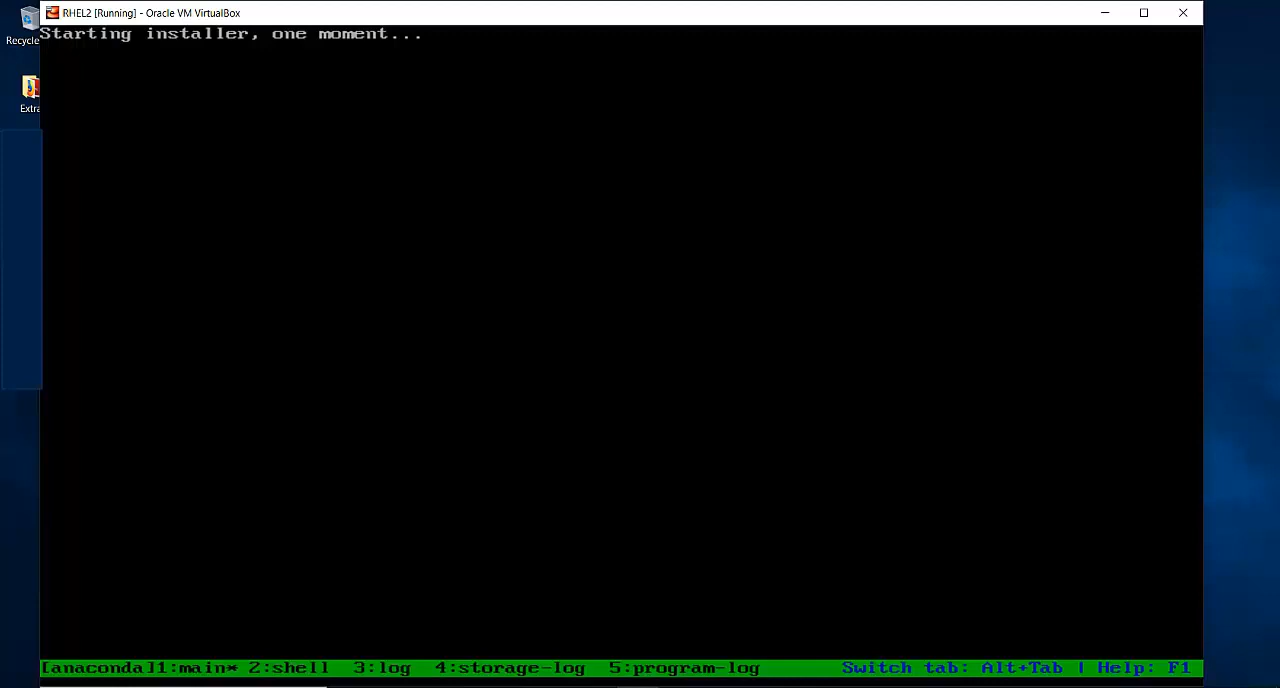 RHEL2 [Running] - Oracle VM VirtualBox
Recycle
Starting installer, one moment...
Extra
[anaconda]1:main* 2:shell 3:log 4:storage-log 5:program-log Switch tab: Alt+Tab | Help: F1